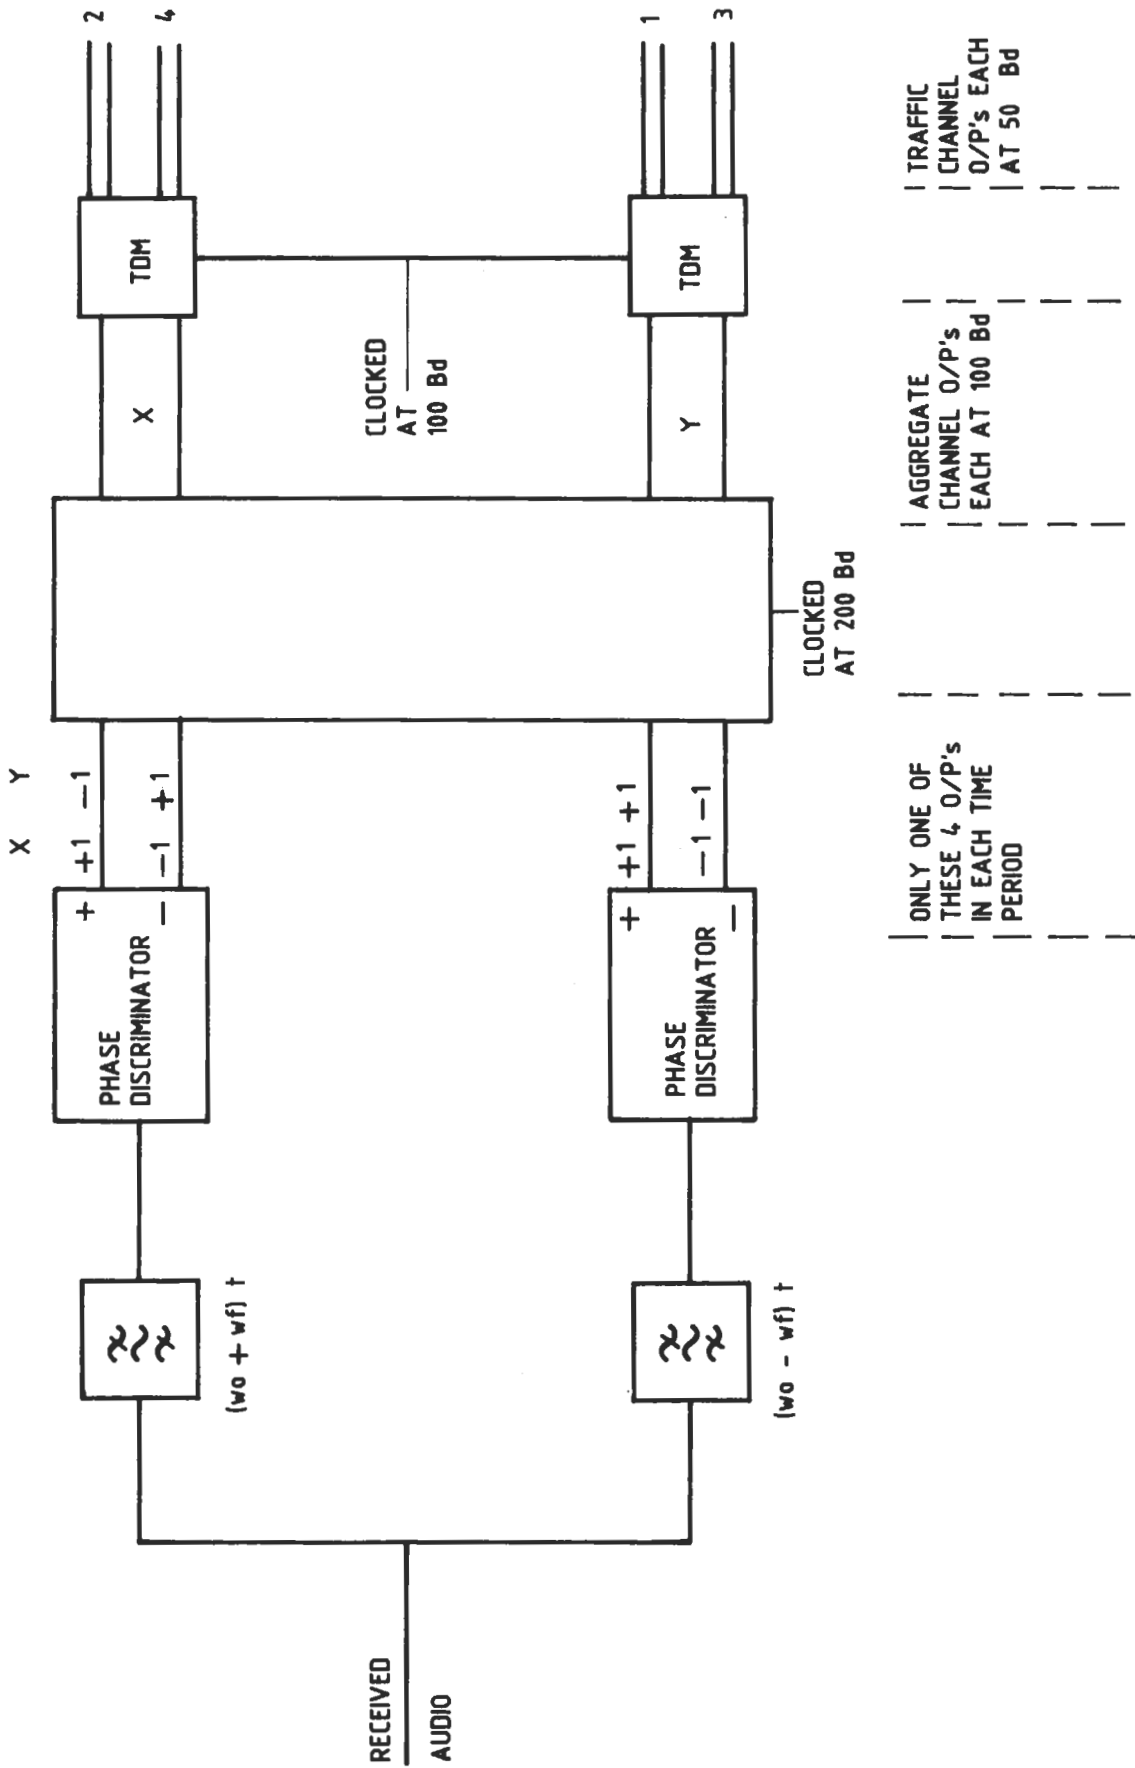 X Y
RECEIVED
AUDIO
(wo + wf) t
PHASE
DISCRIMINATOR
+
−
+1 −1
−1 +1
X
TDM
2
4
CLOCKED
AT
100 Bd
(wo - wf) t
PHASE
DISCRIMINATOR
+
−
+1 +1
−1 −1
Y
TDM
1
3
CLOCKED
AT 200 Bd
ONLY ONE OF
THESE 4 O/P's
IN EACH TIME
PERIOD
AGGREGATE
CHANNEL O/P's
EACH AT 100 Bd
TRAFFIC
CHANNEL
O/P's EACH
AT 50 Bd